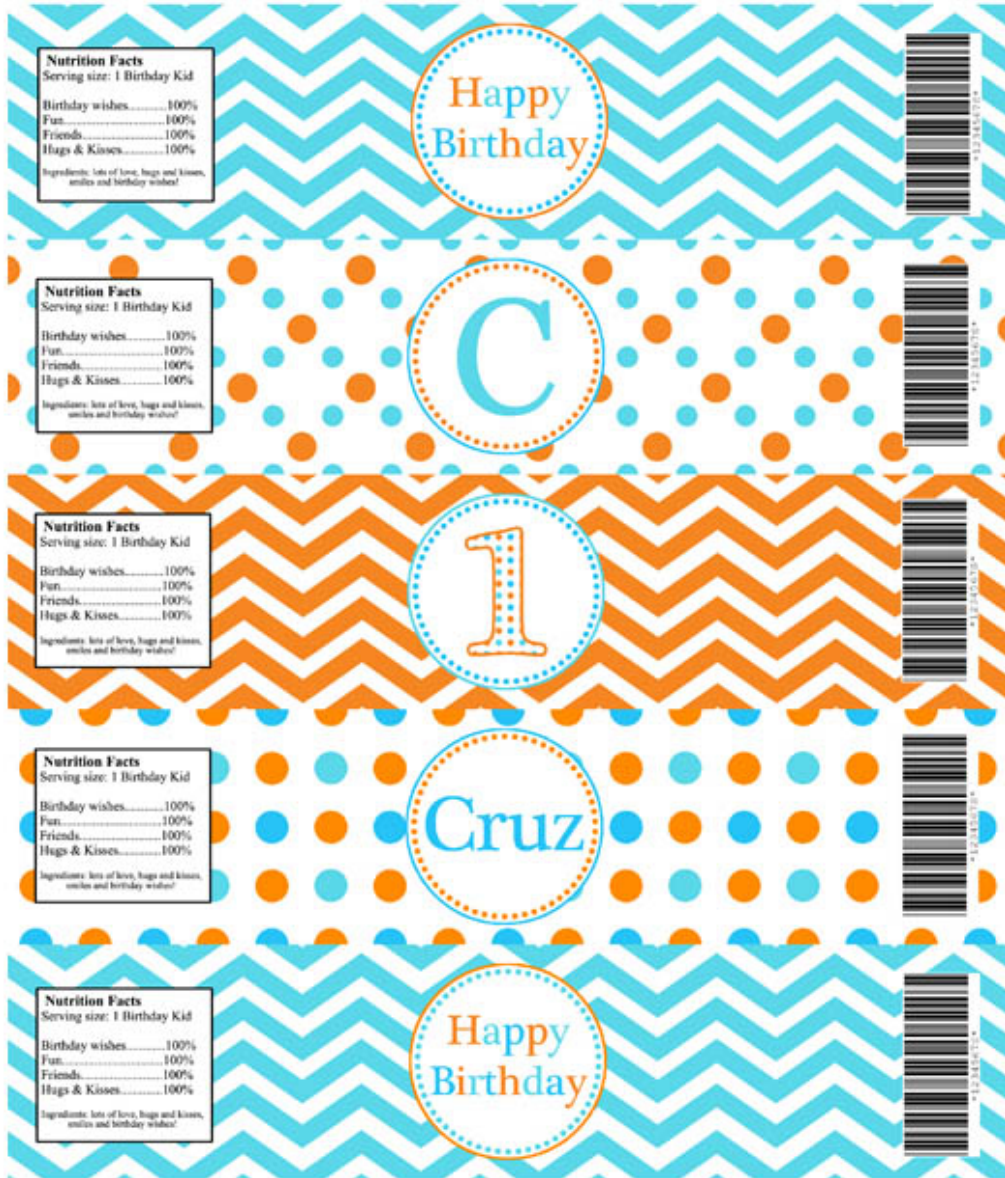 Nutrition Facts
Serving size: 1 Birthday Kid
Birthday wishes............100%
Fun..........................100%
Friends......................100%
Hugs & Kisses............100%
Ingredients: lots of love, hugs and kisses,
smiles and birthday wishes!
Happy
Birthday
*12345678*
Nutrition Facts
Serving size: 1 Birthday Kid
Birthday wishes............100%
Fun..........................100%
Friends......................100%
Hugs & Kisses............100%
Ingredients: lots of love, hugs and kisses,
smiles and birthday wishes!
C
*12345678*
Nutrition Facts
Serving size: 1 Birthday Kid
Birthday wishes............100%
Fun..........................100%
Friends......................100%
Hugs & Kisses............100%
Ingredients: lots of love, hugs and kisses,
smiles and birthday wishes!
1
*12345678*
Nutrition Facts
Serving size: 1 Birthday Kid
Birthday wishes............100%
Fun..........................100%
Friends......................100%
Hugs & Kisses............100%
Ingredients: lots of love, hugs and kisses,
smiles and birthday wishes!
Cruz
*12345678*
Nutrition Facts
Serving size: 1 Birthday Kid
Birthday wishes............100%
Fun..........................100%
Friends......................100%
Hugs & Kisses............100%
Ingredients: lots of love, hugs and kisses,
smiles and birthday wishes!
Happy
Birthday
*12345678*